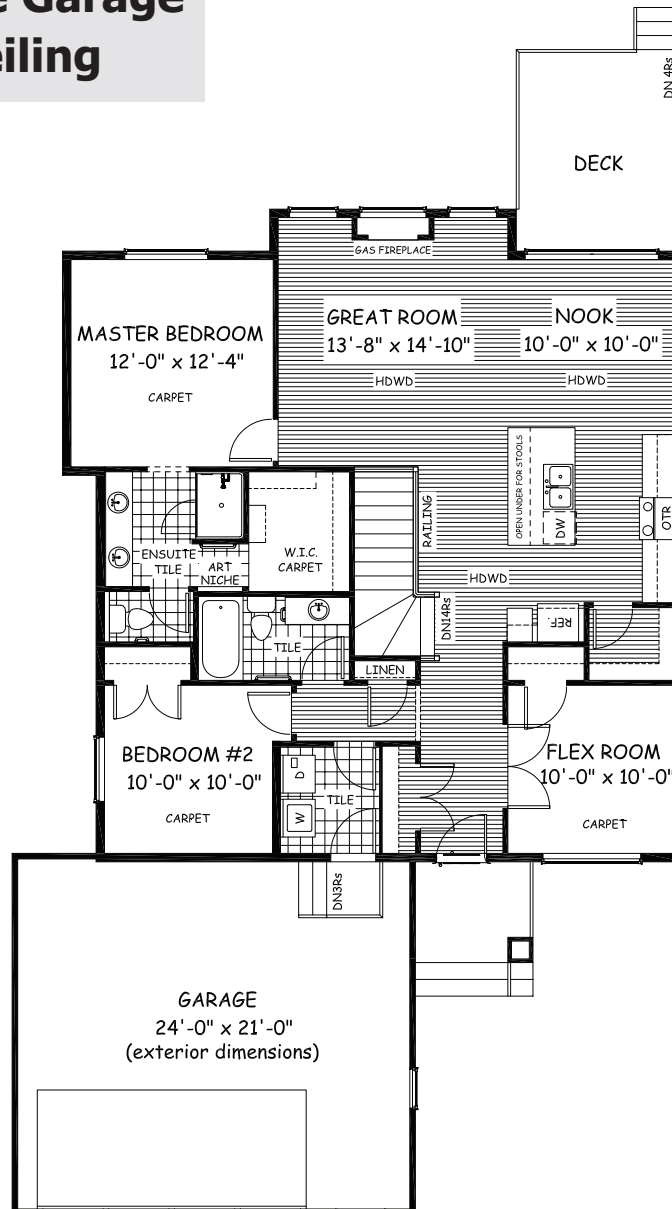 Garage
DECK
DN 4Rs
GAS FIREPLACE
MASTER BEDROOM
12'-0" x 12'-4"
CARPET
GREAT ROOM
13'-8" x 14'-10"
HDWD
NOOK
10'-0" x 10'-0"
HDWD
OPEN UNDER FOR STOOLS
DW
OTR
RAILING
ENSUITE
TILE
ART
NICHE
W.I.C.
CARPET
HDWD
DN14Rs
REF.
TILE
LINEN
BEDROOM #2
10'-0" x 10'-0"
CARPET
D
W
TILE
FLEX ROOM
10'-0" x 10'-0"
CARPET
DN3Rs
GARAGE
24'-0" x 21'-0"
(exterior dimensions)